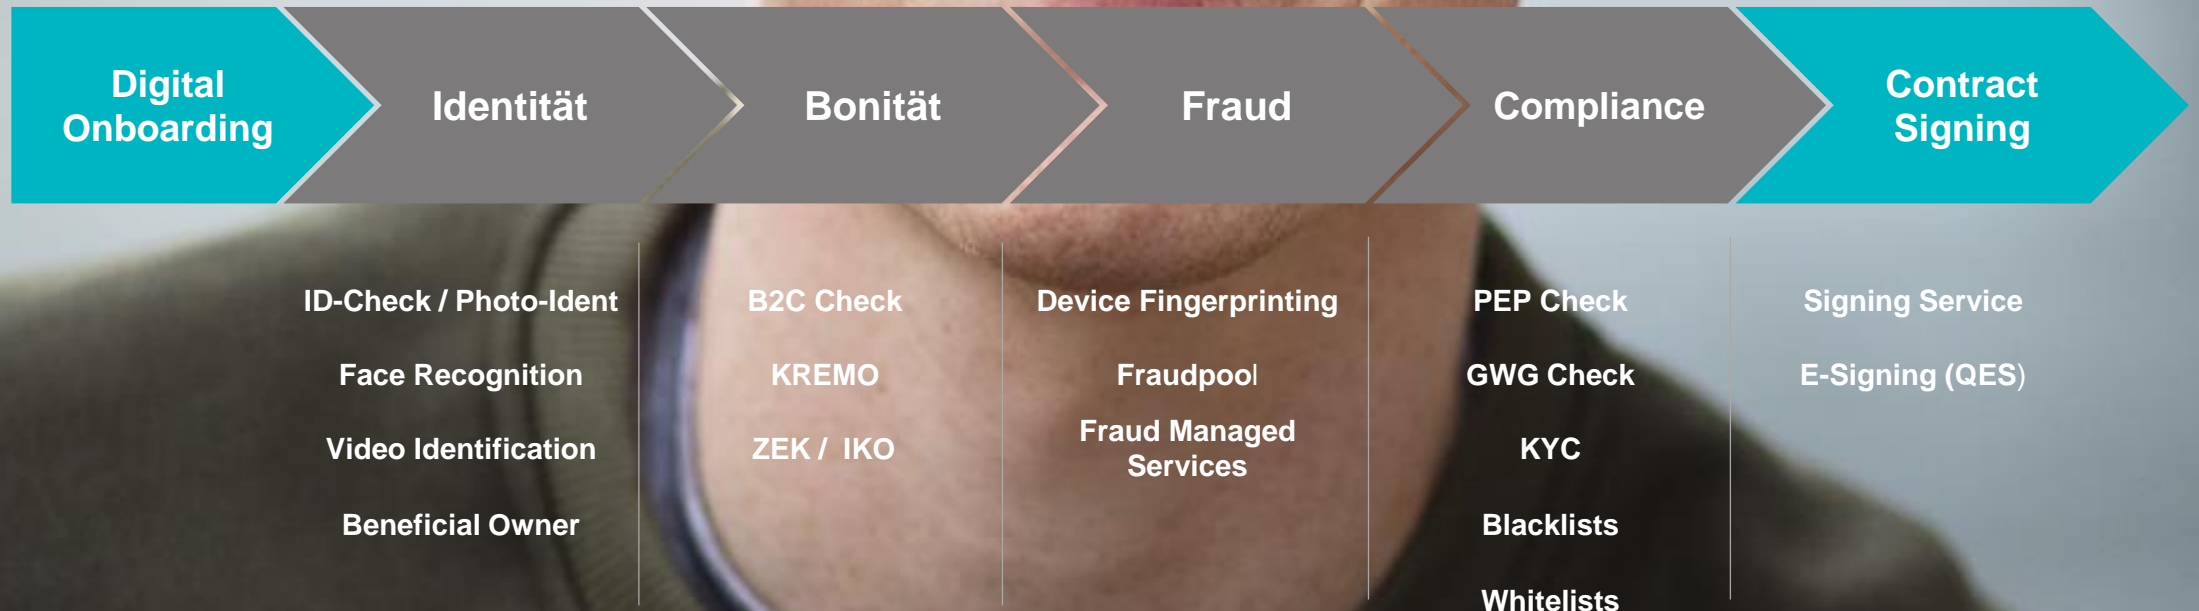 Digital
Onboarding
Identität
Bonität
Fraud
Compliance
Contract
Signing
ID-Check / Photo-Ident
Face Recognition
Video Identification
Beneficial Owner
B2C Check
KREMO
ZEK / IKO
Device Fingerprinting
Fraudpool
Fraud Managed
Services
PEP Check
GWG Check
KYC
Blacklists
Whitelists
Signing Service
E-Signing (QES)